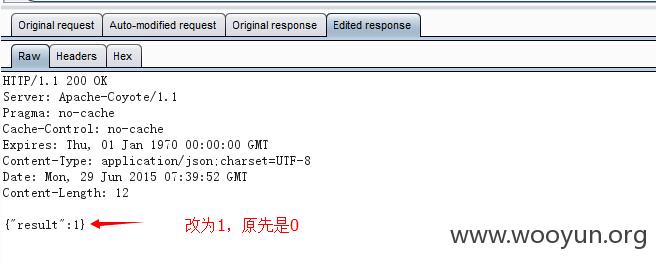 Original request Auto-modified request Original response Edited response
Raw Headers Hex
HTTP/1.1 200 OK
Server: Apache-Coyote/1.1
Pragma: no-cache
Cache-Control: no-cache
Expires: Thu, 01 Jan 1970 00:00:00 GMT
Content-Type: application/json;charset=UTF-8
Date: Mon, 29 Jun 2015 07:39:52 GMT
Content-Length: 12
{"result":1} 改为1，原先是0
www.wooyun.org